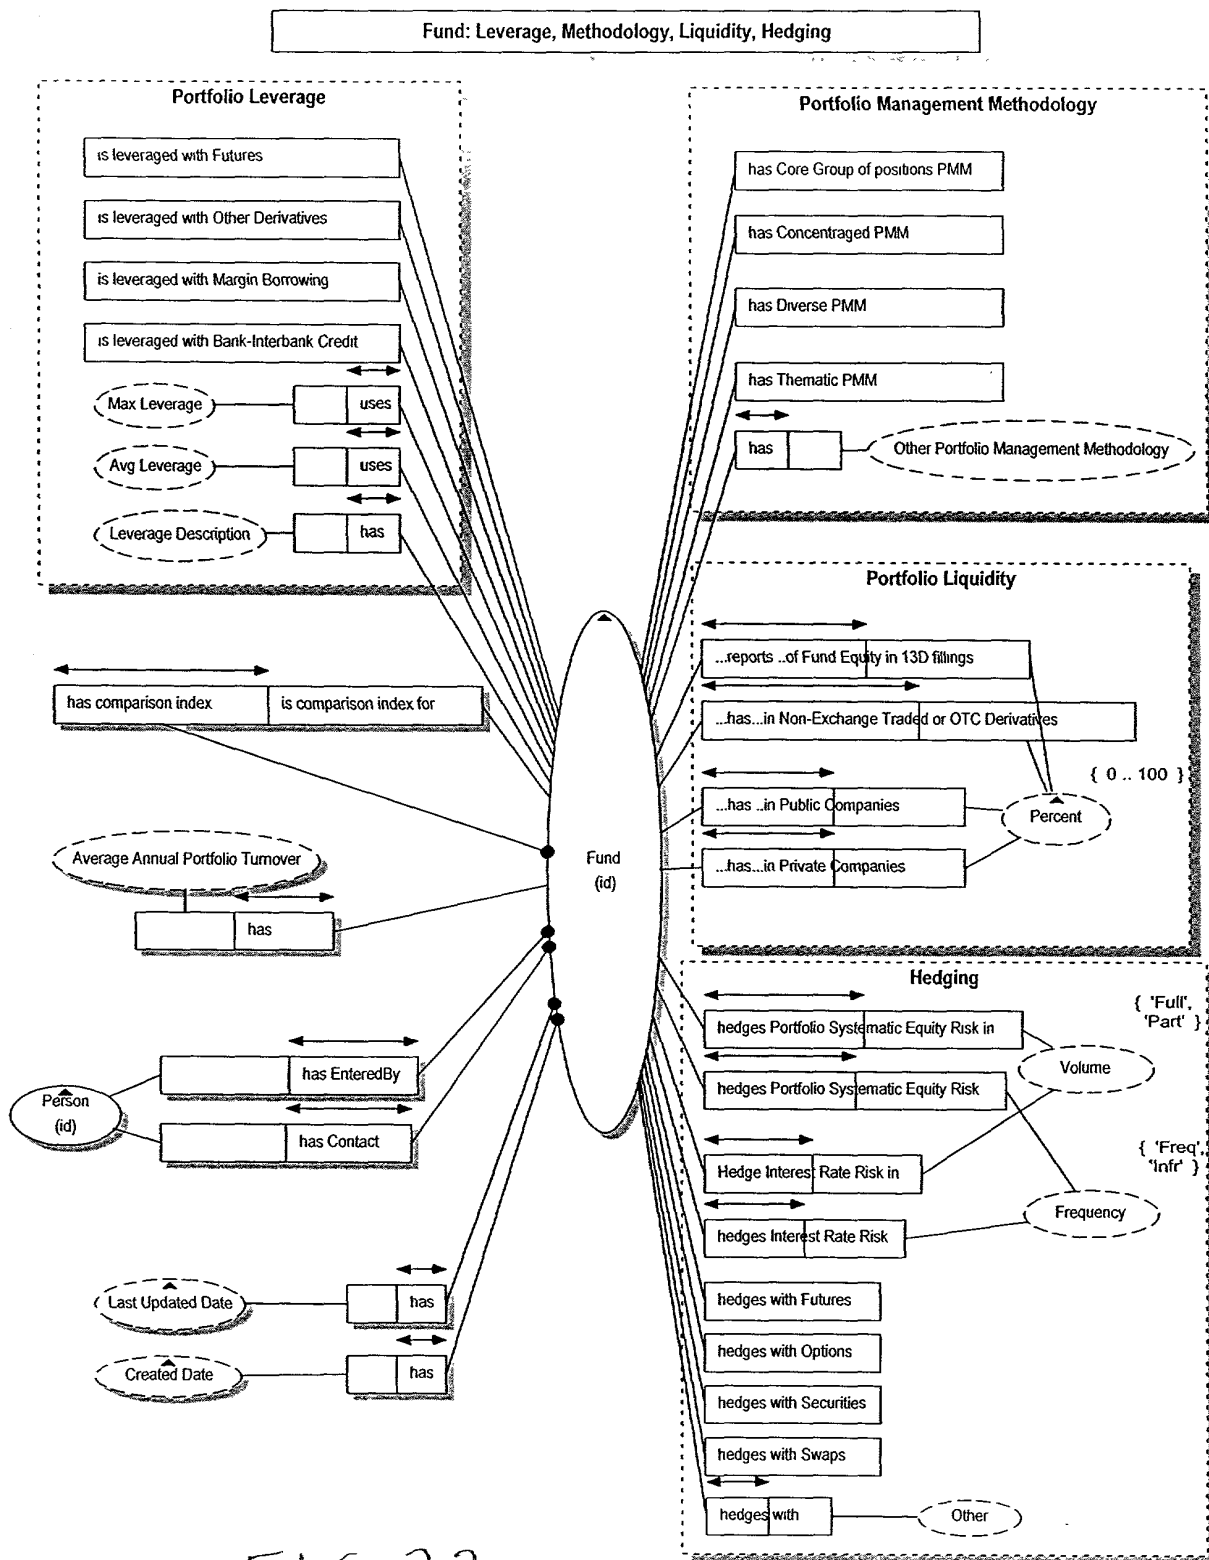 Fund: Leverage, Methodology, Liquidity, Hedging
Portfolio Leverage
is leveraged with Futures
is leveraged with Other Derivatives
is leveraged with Margin Borrowing
is leveraged with Bank-Interbank Credit
Max Leverage
uses
Avg Leverage
uses
Leverage Description
has
has comparison index
is comparison index for
Average Annual Portfolio Turnover
has
Person
(id)
has EnteredBy
has Contact
Last Updated Date
has
Created Date
has
Fund
(id)
Portfolio Management Methodology
has Core Group of positions PMM
has Concentraged PMM
has Diverse PMM
has Thematic PMM
has
Other Portfolio Management Methodology
Portfolio Liquidity
...reports ..of Fund Equity in 13D fillings
...has...in Non-Exchange Traded or OTC Derivatives
{ 0 .. 100 }
...has ..in Public Companies
Percent
...has...in Private Companies
Hedging
{ 'Full',
'Part' }
hedges Portfolio Systematic Equity Risk in
Volume
hedges Portfolio Systematic Equity Risk
{ 'Freq',
'Infr' }
Hedge Interest Rate Risk in
Frequency
hedges Interest Rate Risk
hedges with Futures
hedges with Options
hedges with Securities
hedges with Swaps
hedges with
Other
FIG. 22